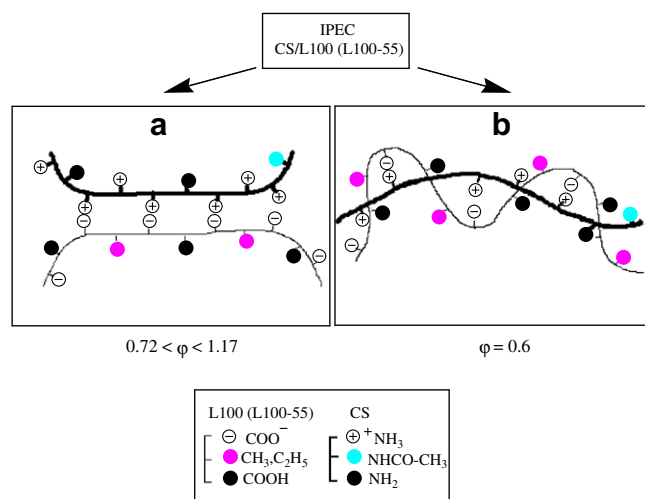 IPEC
CS/L100 (L100-55)
a
b
0.72 < φ < 1.17
φ = 0.6
L100 (L100-55) CS
⊖ COO⁻ ⊕ ⁺NH₃
CH₃,C₂H₅ NHCO-CH₃
COOH NH₂